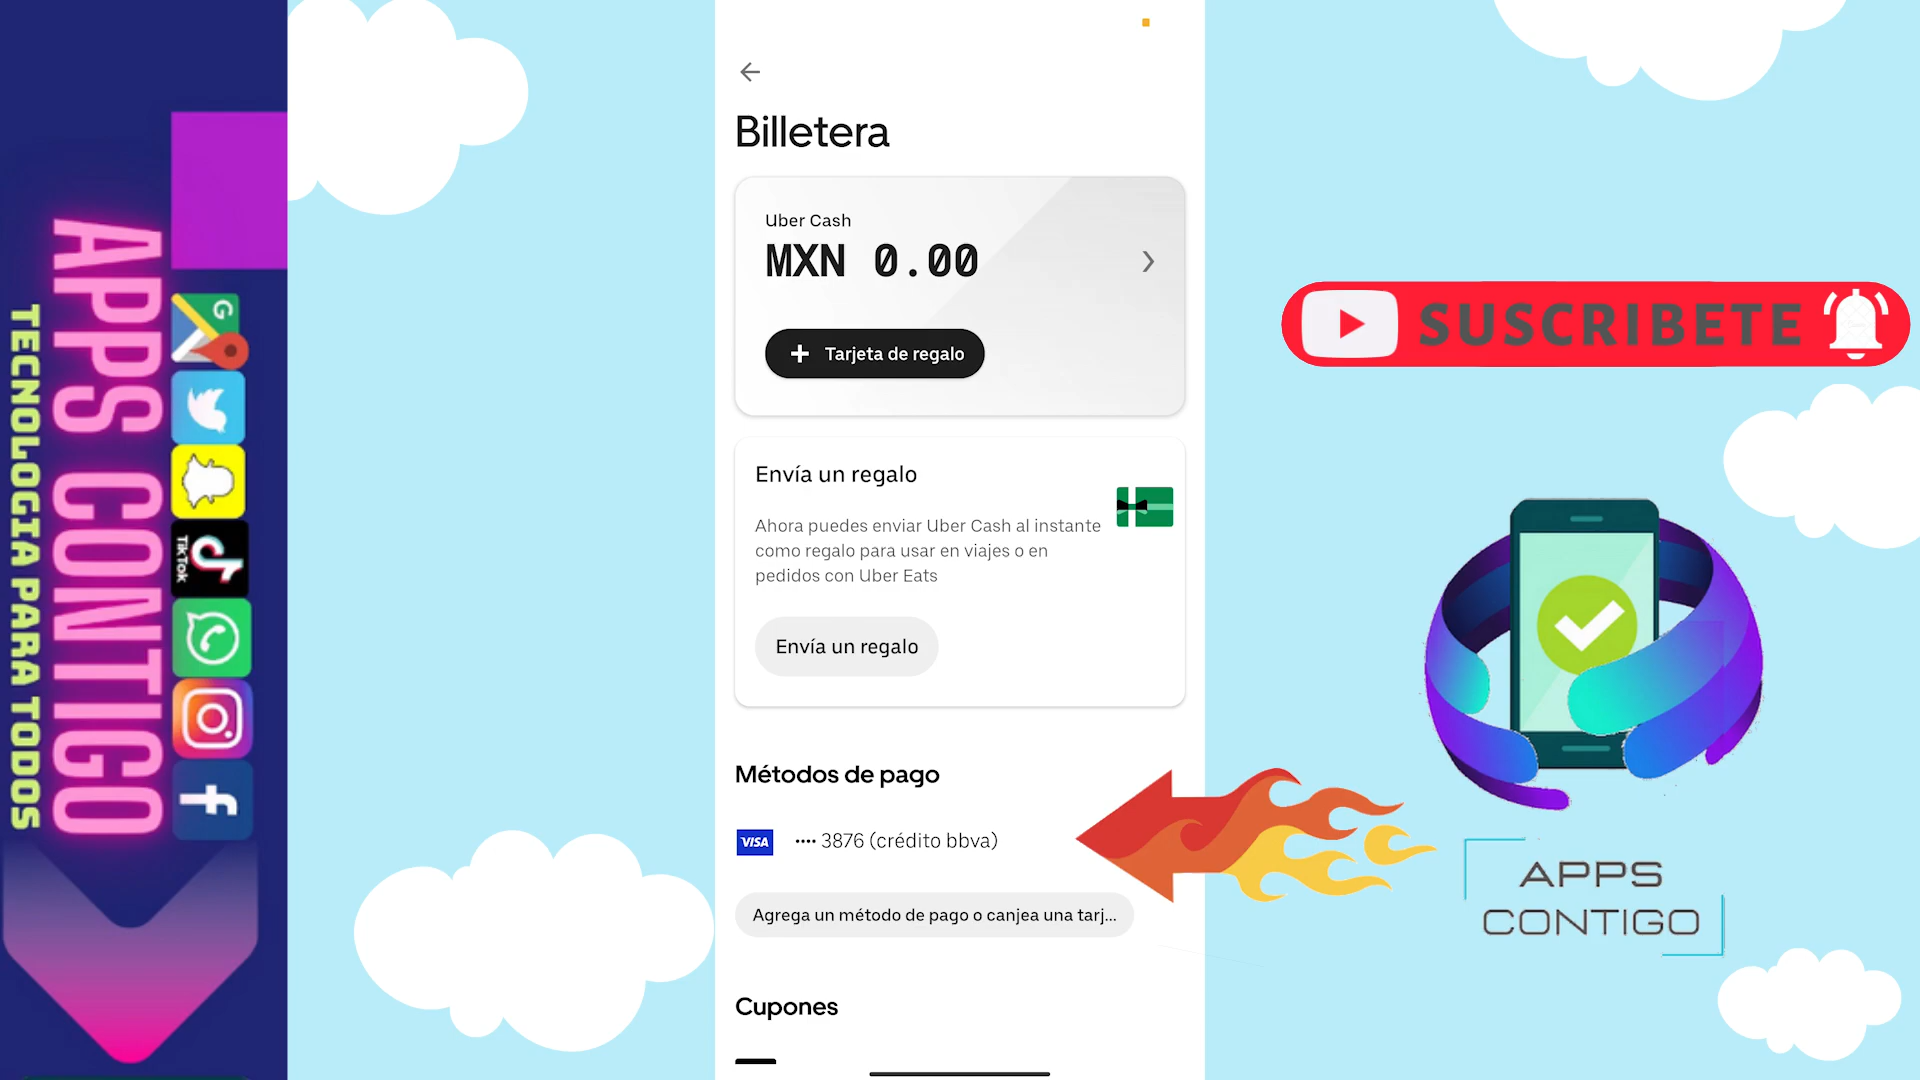 APPS CONTIGO
TECNOLOGIA PARA TODOS
G
TikTok
Billetera
Uber Cash
MXN 0.00
+ Tarjeta de regalo
Envía un regalo
Ahora puedes enviar Uber Cash al instante
como regalo para usar en viajes o en
pedidos con Uber Eats
Envía un regalo
Métodos de pago
VISA •••• 3876 (crédito bbva)
Agrega un método de pago o canjea una tarj...
Cupones
SUSCRIBETE
APPS
CONTIGO